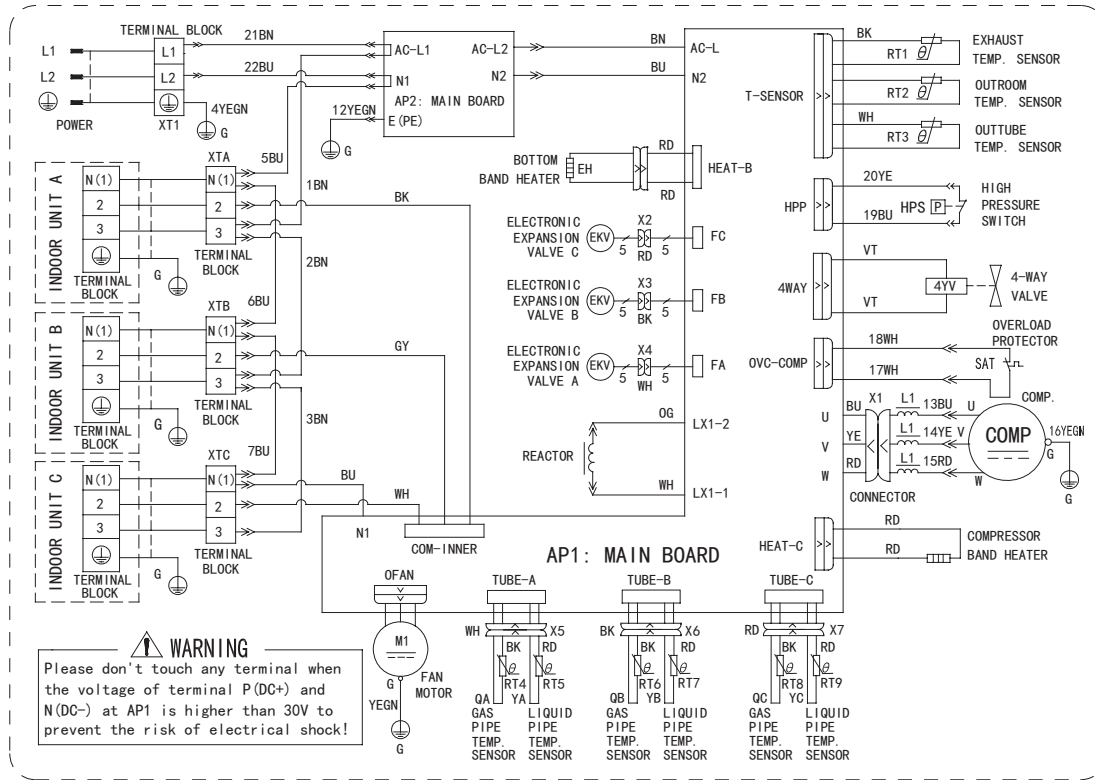 TERMINAL BLOCK
L1
L2
POWER
L1
L2
XT1
21BN
22BU
4YEGN
G
12YEGN
G
AC-L1
AC-L2
N1
N2
AP2: MAIN BOARD
E(PE)
BN
BU
AC-L
N2
T-SENSOR
BK
RT1
θ
EXHAUST
TEMP. SENSOR
RT2
θ
OUTROOM
TEMP. SENSOR
WH
RT3
θ
OUTTUBE
TEMP. SENSOR
HPP
20YE
19BU
HPS
P
HIGH
PRESSURE
SWITCH
4WAY
VT
VT
4YV
4-WAY
VALVE
OVC-COMP
18WH
17WH
SAT
OVERLOAD
PROTECTOR
U
V
W
BU
YE
RD
X1
CONNECTOR
L1
13BU
L1
14YE
L1
15RD
U
V
W
COMP.
COMP
16YEGN
G
G
HEAT-C
RD
RD
COMPRESSOR
BAND HEATER
BOTTOM
BAND HEATER
EH
RD
RD
HEAT-B
ELECTRONIC
EXPANSION
VALVE C
EKV
5
X2
RD
5
FC
ELECTRONIC
EXPANSION
VALVE B
EKV
5
X3
BK
5
FB
ELECTRONIC
EXPANSION
VALVE A
EKV
5
X4
WH
5
FA
REACTOR
OG
WH
LX1-2
LX1-1
INDOOR UNIT A
N(1)
2
3
TERMINAL
BLOCK
G
XTA
N(1)
2
3
TERMINAL
BLOCK
5BU
1BN
BK
2BN
INDOOR UNIT B
N(1)
2
3
TERMINAL
BLOCK
G
XTB
N(1)
2
3
TERMINAL
BLOCK
6BU
GY
3BN
INDOOR UNIT C
N(1)
2
3
TERMINAL
BLOCK
G
XTC
N(1)
2
3
TERMINAL
BLOCK
7BU
BU
WH
N1
COM-INNER
AP1: MAIN BOARD
OFAN
M1
FAN
MOTOR
G
YEGN
G
TUBE-A
WH
X5
BK
RD
θ
RT4
θ
RT5
QA
YA
GAS
PIPE
TEMP.
SENSOR
LIQUID
PIPE
TEMP.
SENSOR
TUBE-B
BK
X6
BK
RD
θ
RT6
θ
RT7
QB
YB
GAS
PIPE
TEMP.
SENSOR
LIQUID
PIPE
TEMP.
SENSOR
TUBE-C
RD
X7
BK
RD
θ
RT8
θ
RT9
QC
YC
GAS
PIPE
TEMP.
SENSOR
LIQUID
PIPE
TEMP.
SENSOR
WARNING
Please don't touch any terminal when
the voltage of terminal P(DC+) and
N(DC-) at AP1 is higher than 30V to
prevent the risk of electrical shock!